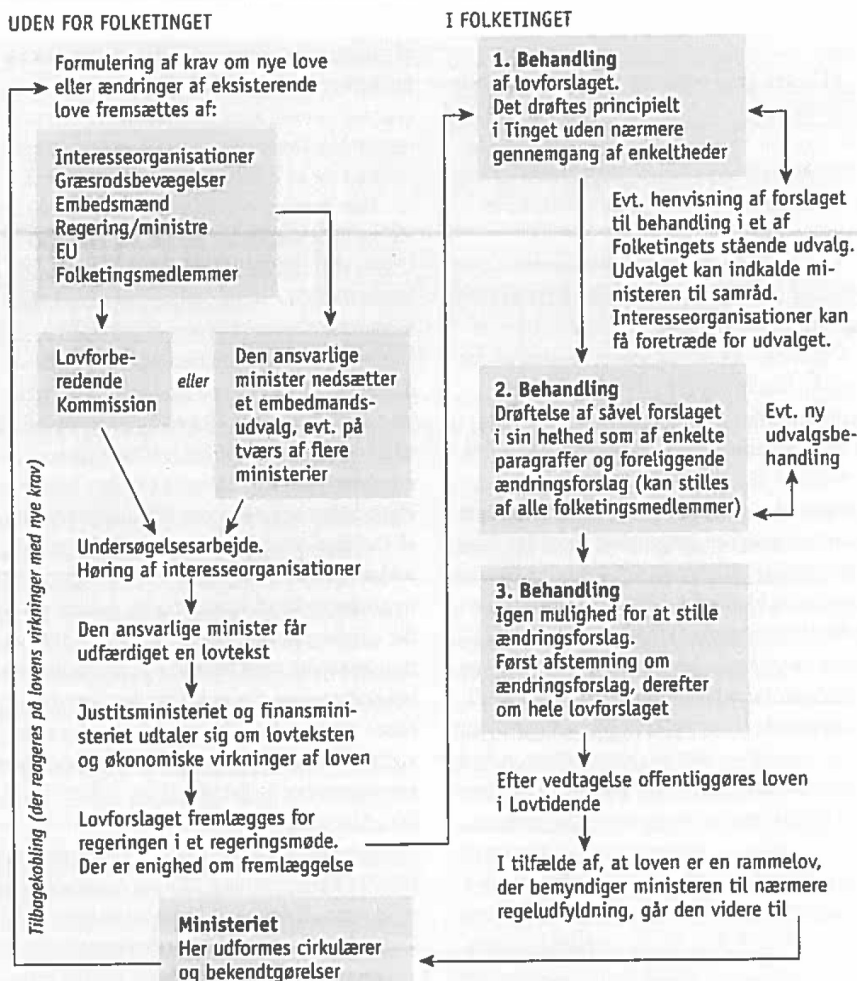 UDEN FOR FOLKETINGET
Formulering af krav om nye love
eller ændringer af eksisterende
love fremsættes af:
Interesseorganisationer
Græsrodsbevægelser
Embedsmænd
Regering/ministre
EU
Folketingsmedlemmer
Lovforbe-
redende
Kommission
eller
Den ansvarlige
minister nedsætter
et embedmands-
udvalg, evt. på
tværs af flere
ministerier
Undersøgelsesarbejde.
Høring af interesseorganisationer
Den ansvarlige minister får
udfærdiget en lovtekst
Justitsministeriet og finansmini-
steriet udtaler sig om lovteksten
og økonomiske virkninger af loven
Lovforslaget fremlægges for
regeringen i et regeringsmøde.
Der er enighed om fremlæggelse
Tilbagekobling (der reageres på lovens virkninger med nye krav)
I FOLKETINGET
1. Behandling
af lovforslaget.
Det drøftes principielt
i Tinget uden nærmere
gennemgang af enkeltheder
Evt. henvisning af forslaget
til behandling i et af
Folketingets stående udvalg.
Udvalget kan indkalde mi-
nisteren til samråd.
Interesseorganisationer kan
få foretræde for udvalget.
2. Behandling
Drøftelse af såvel forslaget
i sin helhed som af enkelte
paragraffer og foreliggende
ændringsforslag (kan stilles
af alle folketingsmedlemmer)
Evt. ny
udvalgsbe-
handling
3. Behandling
Igen mulighed for at stille
ændringsforslag.
Først afstemning om
ændringsforslag, derefter
om hele lovforslaget
Efter vedtagelse offentliggøres loven
i Lovtidende
I tilfælde af, at loven er en rammelov,
der bemyndiger ministeren til nærmere
regeludfyldning, går den videre til
Ministeriet
Her udformes cirkulærer
og bekendtgørelser